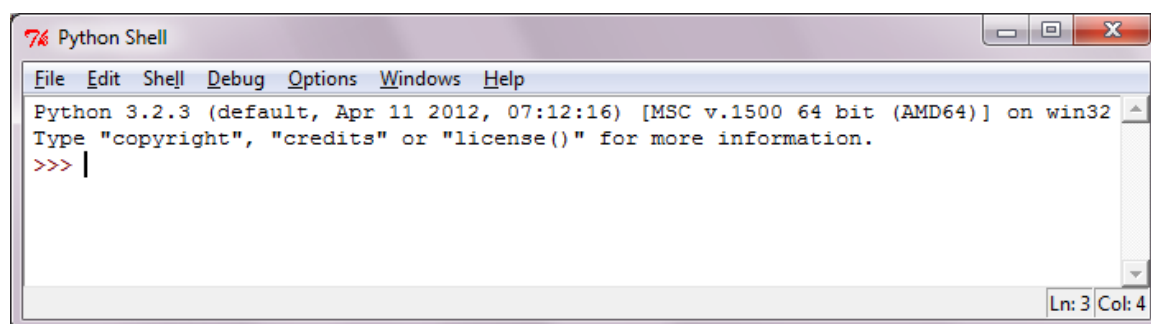 Python Shell
File Edit Shell Debug Options Windows Help
Python 3.2.3 (default, Apr 11 2012, 07:12:16) [MSC v.1500 64 bit (AMD64)] on win32
Type "copyright", "credits" or "license()" for more information.
>>>
Ln: 3 Col: 4